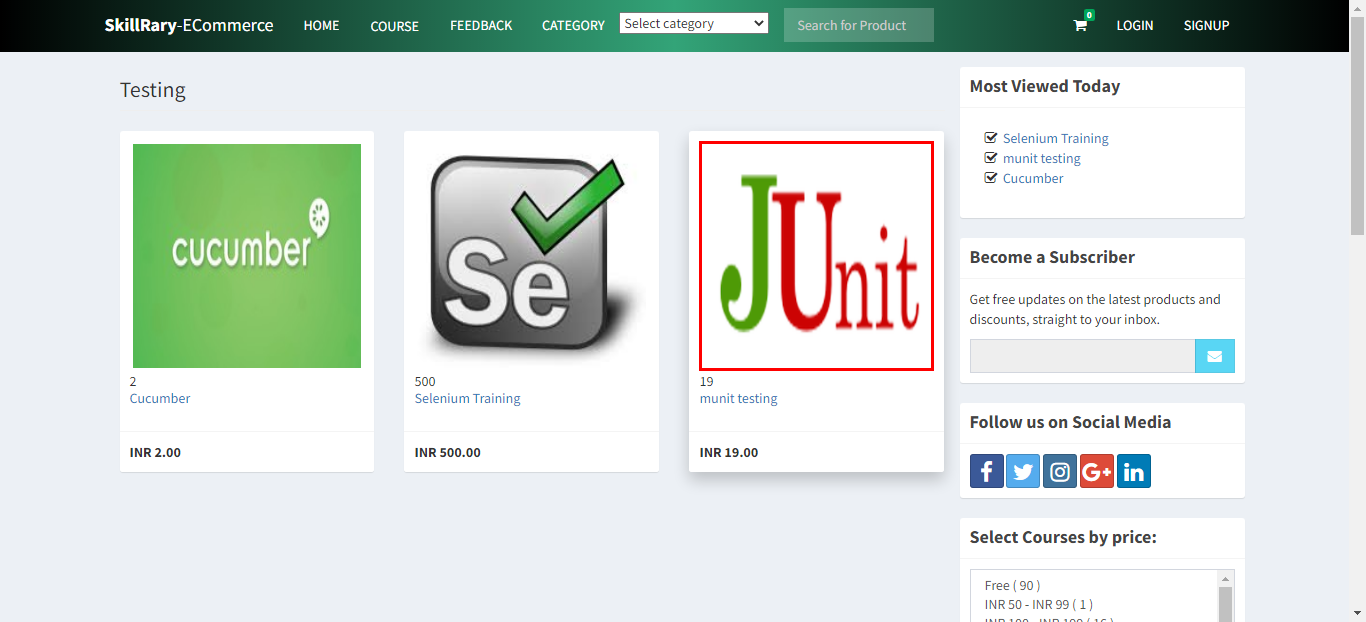 SkillRary-ECommerce HOME COURSE FEEDBACK CATEGORY Select category Search for Product 0 LOGIN SIGNUP
Testing
cucumber
2
Cucumber
INR 2.00
Se
500
Selenium Training
INR 500.00
JUnit
19
munit testing
INR 19.00
Most Viewed Today
Selenium Training
munit testing
Cucumber
Become a Subscriber
Get free updates on the latest products and
discounts, straight to your inbox.
Follow us on Social Media
f G+ in
Select Courses by price:
Free ( 90 )
INR 50 - INR 99 ( 1 )